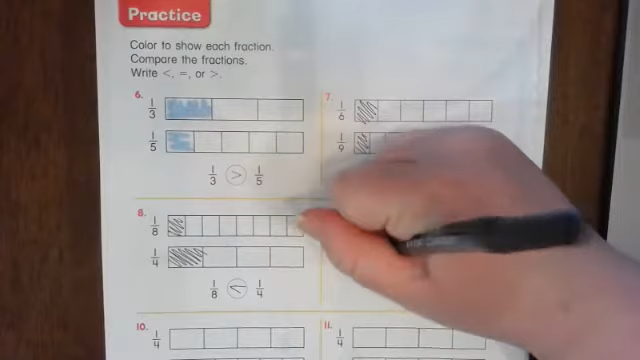 Practice
Color to show each fraction.
Compare the fractions.
Write <, =, or >.
6. 1/3
1/5
1/3 > 1/5
7. 1/6
1/9
8. 1/8
1/4
1/8 < 1/4
10. 1/4
11. 1/4